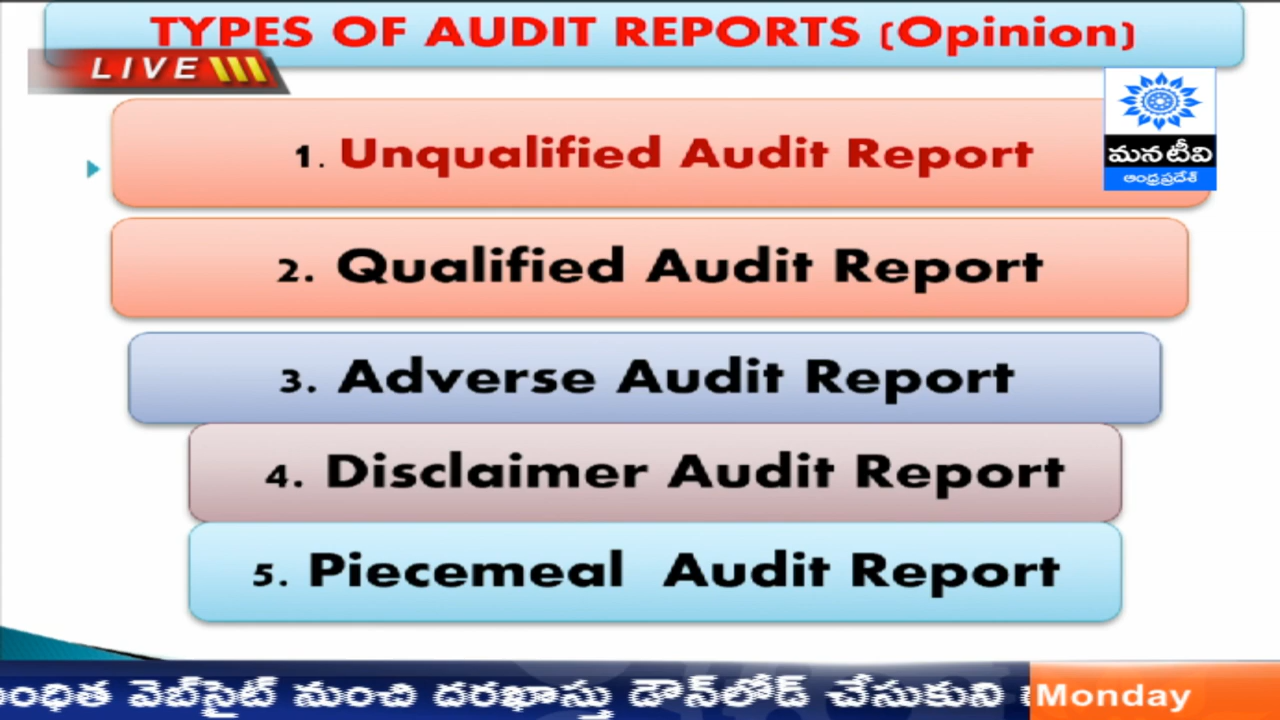 TYPES OF AUDIT REPORTS (Opinion)
LIVE
మన టీవి
ఆంధ్రప్రదేశ్
1. Unqualified Audit Report
2. Qualified Audit Report
3. Adverse Audit Report
4. Disclaimer Audit Report
5. Piecemeal Audit Report
వెబ్‌సైట్ నుంచి దరఖాస్తు డౌన్‌లోడ్ చేసుకుని
Monday